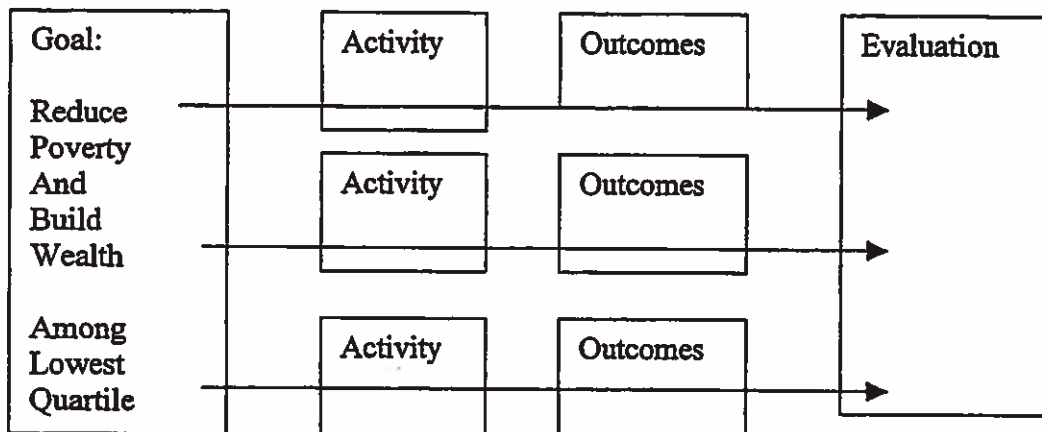 Goal:
Reduce
Poverty
And
Build
Wealth
Among
Lowest
Quartile
Activity
Outcomes
Activity
Outcomes
Activity
Outcomes
Evaluation